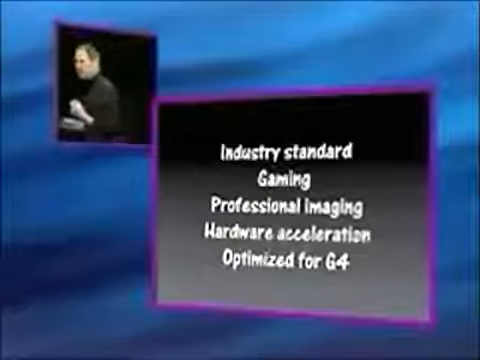 Industry standard
Gaming
Professional imaging
Hardware acceleration
Optimized for G4